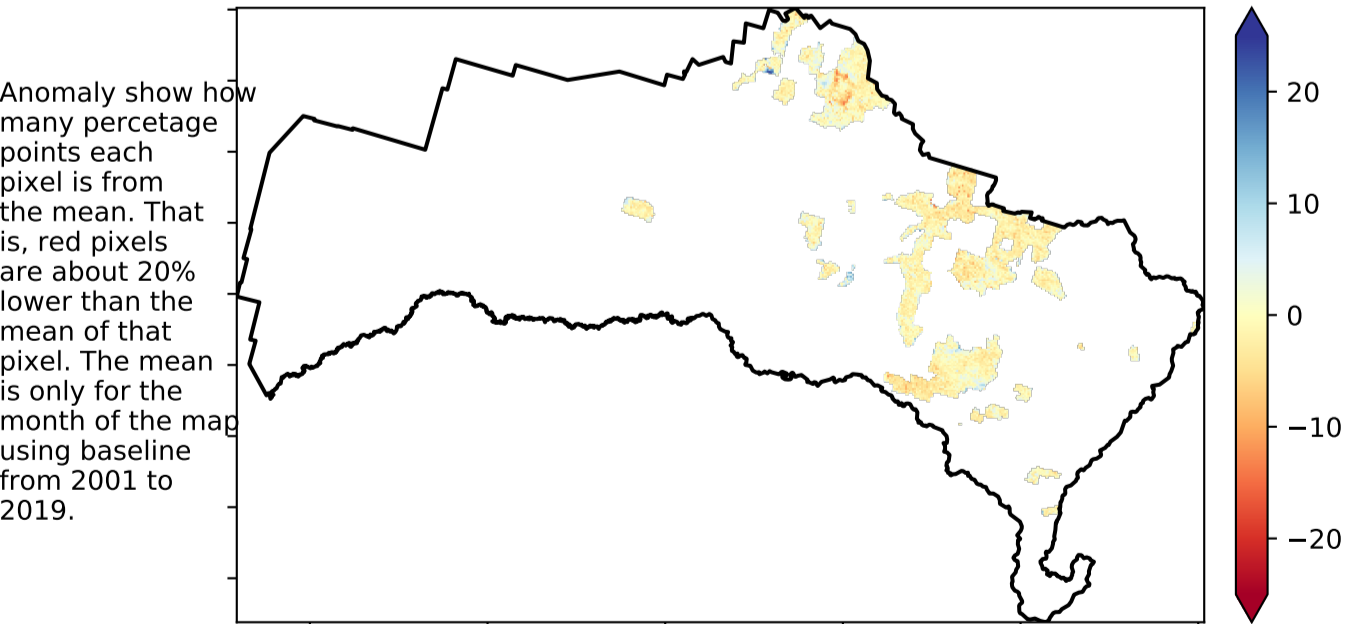 Anomaly show how
many percetage
points each
pixel is from
the mean. That
is, red pixels
are about 20%
lower than the
mean of that
pixel. The mean
is only for the
month of the map
using baseline
from 2001 to
2019.
20
10
0
−10
−20